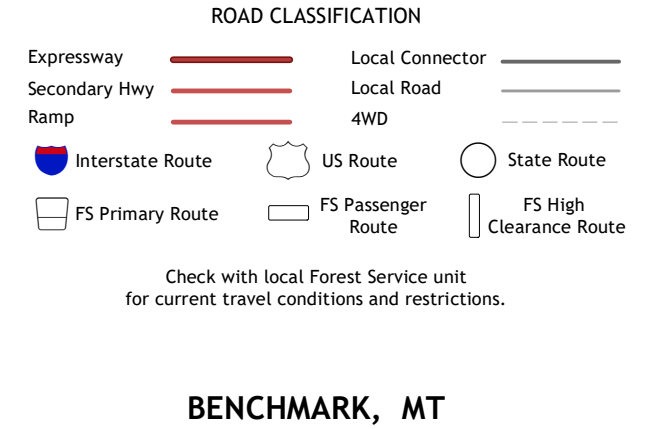 ROAD CLASSIFICATION
Expressway
Local Connector
Secondary Hwy
Local Road
Ramp
4WD
Interstate Route
US Route
State Route
FS Primary Route
FS Passenger
Route
FS High
Clearance Route
Check with local Forest Service unit
for current travel conditions and restrictions.
BENCHMARK, MT